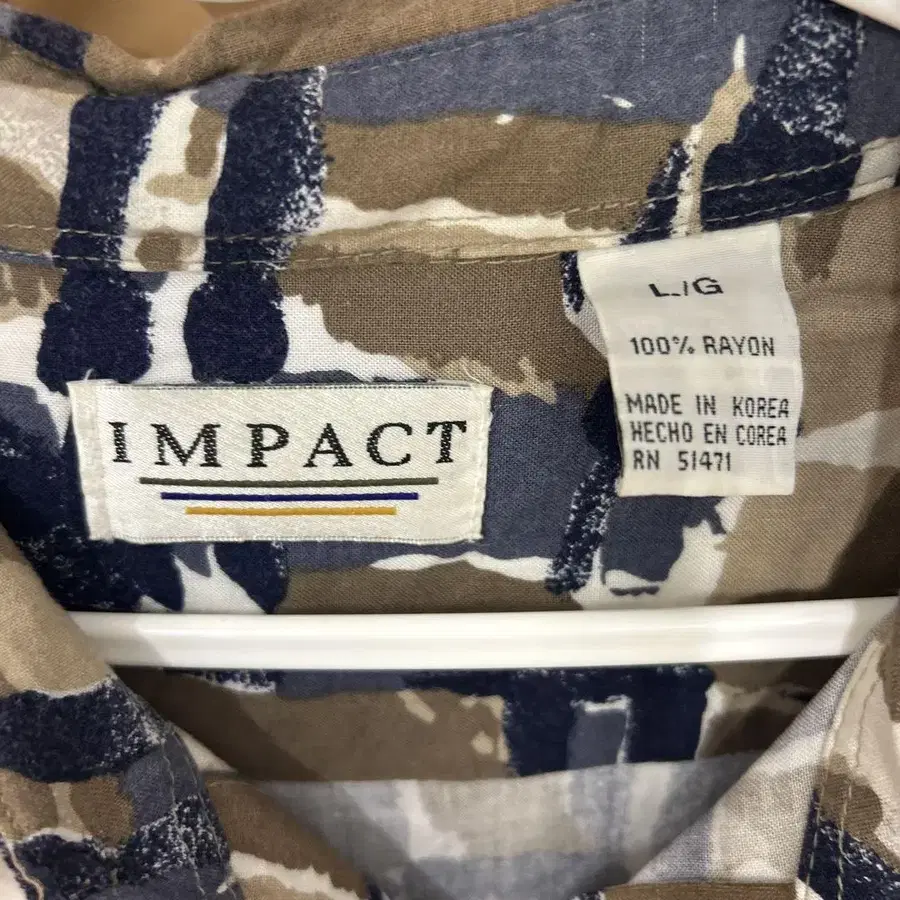 IMPACT
L/G
100% RAYON
MADE IN KOREA
HECHO EN COREA
RN 51471